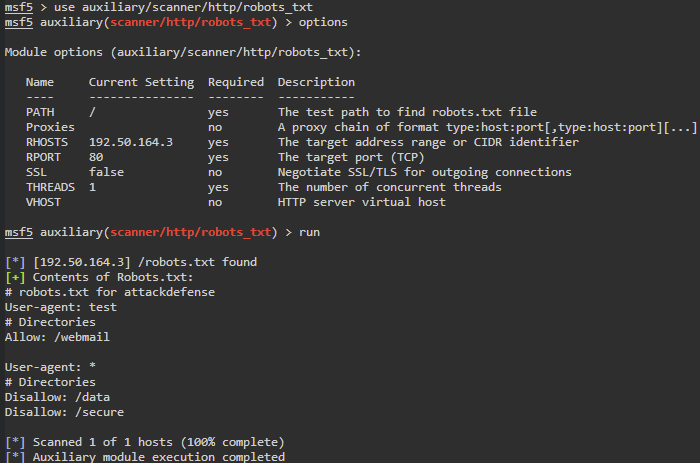 msf5 > use auxiliary/scanner/http/robots_txt
msf5 auxiliary(scanner/http/robots_txt) > options
Module options (auxiliary/scanner/http/robots_txt):
Name Current Setting Required Description
---- --------------- -------- -----------
PATH / yes The test path to find robots.txt file
Proxies no A proxy chain of format type:host:port[,type:host:port][...]
RHOSTS 192.50.164.3 yes The target address range or CIDR identifier
RPORT 80 yes The target port (TCP)
SSL false no Negotiate SSL/TLS for outgoing connections
THREADS 1 yes The number of concurrent threads
VHOST no HTTP server virtual host
msf5 auxiliary(scanner/http/robots_txt) > run
[*] [192.50.164.3] /robots.txt found
[+] Contents of Robots.txt:
# robots.txt for attackdefense
User-agent: test
# Directories
Allow: /webmail
User-agent: *
# Directories
Disallow: /data
Disallow: /secure
[*] Scanned 1 of 1 hosts (100% complete)
[*] Auxiliary module execution completed